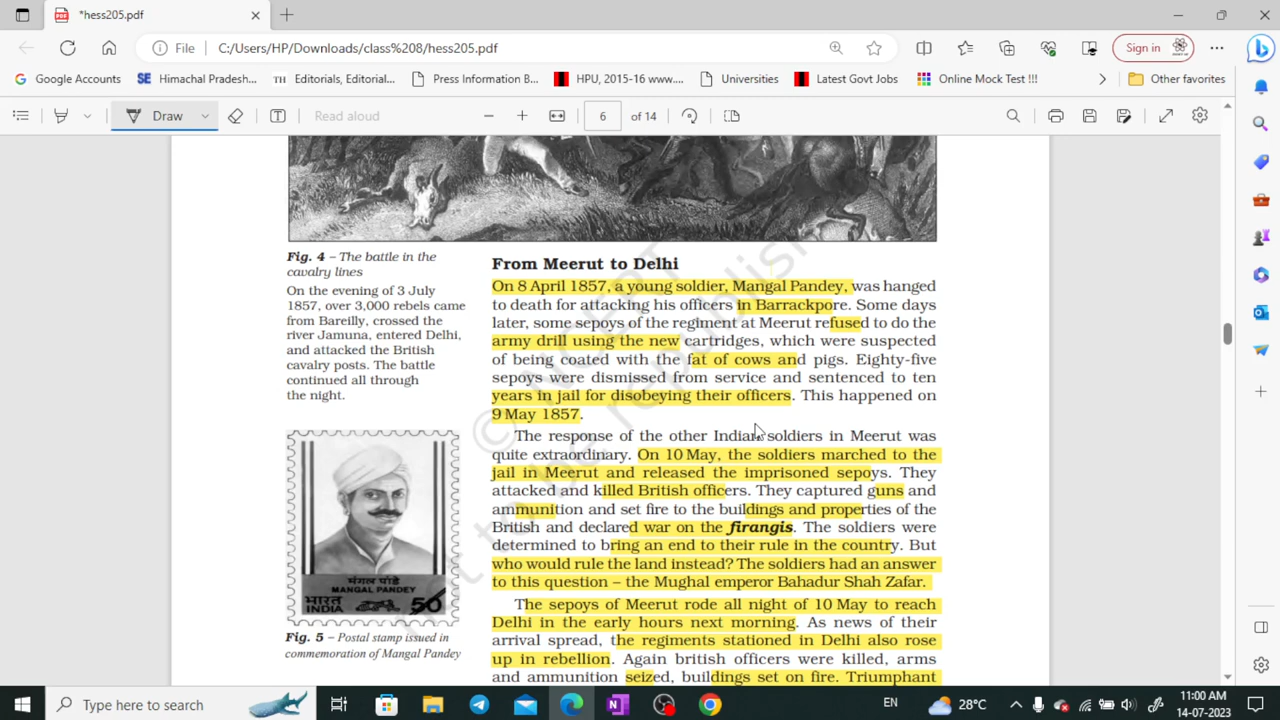 *hess205.pdf
File
C:/Users/HP/Downloads/class%208/hess205.pdf
Sign in
Google Accounts
SE Himachal Pradesh...
TH Editorials, Editorial...
Press Information B...
HPU, 2015-16 www....
Universities
Latest Govt Jobs
Online Mock Test !!!
Other favorites
Draw
Read aloud
6 of 14
Fig. 4 – The battle in the
cavalry lines
On the evening of 3 July
1857, over 3,000 rebels came
from Bareilly, crossed the
river Jamuna, entered Delhi,
and attacked the British
cavalry posts. The battle
continued all through
the night.
मंगल पांडे
MANGAL PANDEY
भारत
INDIA
50
Fig. 5 – Postal stamp issued in
commemoration of Mangal Pandey
From Meerut to Delhi
On 8 April 1857, a young soldier, Mangal Pandey, was hanged
to death for attacking his officers in Barrackpore. Some days
later, some sepoys of the regiment at Meerut refused to do the
army drill using the new cartridges, which were suspected
of being coated with the fat of cows and pigs. Eighty-five
sepoys were dismissed from service and sentenced to ten
years in jail for disobeying their officers. This happened on
9 May 1857.
The response of the other Indian soldiers in Meerut was
quite extraordinary. On 10 May, the soldiers marched to the
jail in Meerut and released the imprisoned sepoys. They
attacked and killed British officers. They captured guns and
ammunition and set fire to the buildings and properties of the
British and declared war on the firangis. The soldiers were
determined to bring an end to their rule in the country. But
who would rule the land instead? The soldiers had an answer
to this question – the Mughal emperor Bahadur Shah Zafar.
The sepoys of Meerut rode all night of 10 May to reach
Delhi in the early hours next morning. As news of their
arrival spread, the regiments stationed in Delhi also rose
up in rebellion. Again british officers were killed, arms
and ammunition seized, buildings set on fire. Triumphant
Type here to search
EN
28°C
11:00 AM
14-07-2023